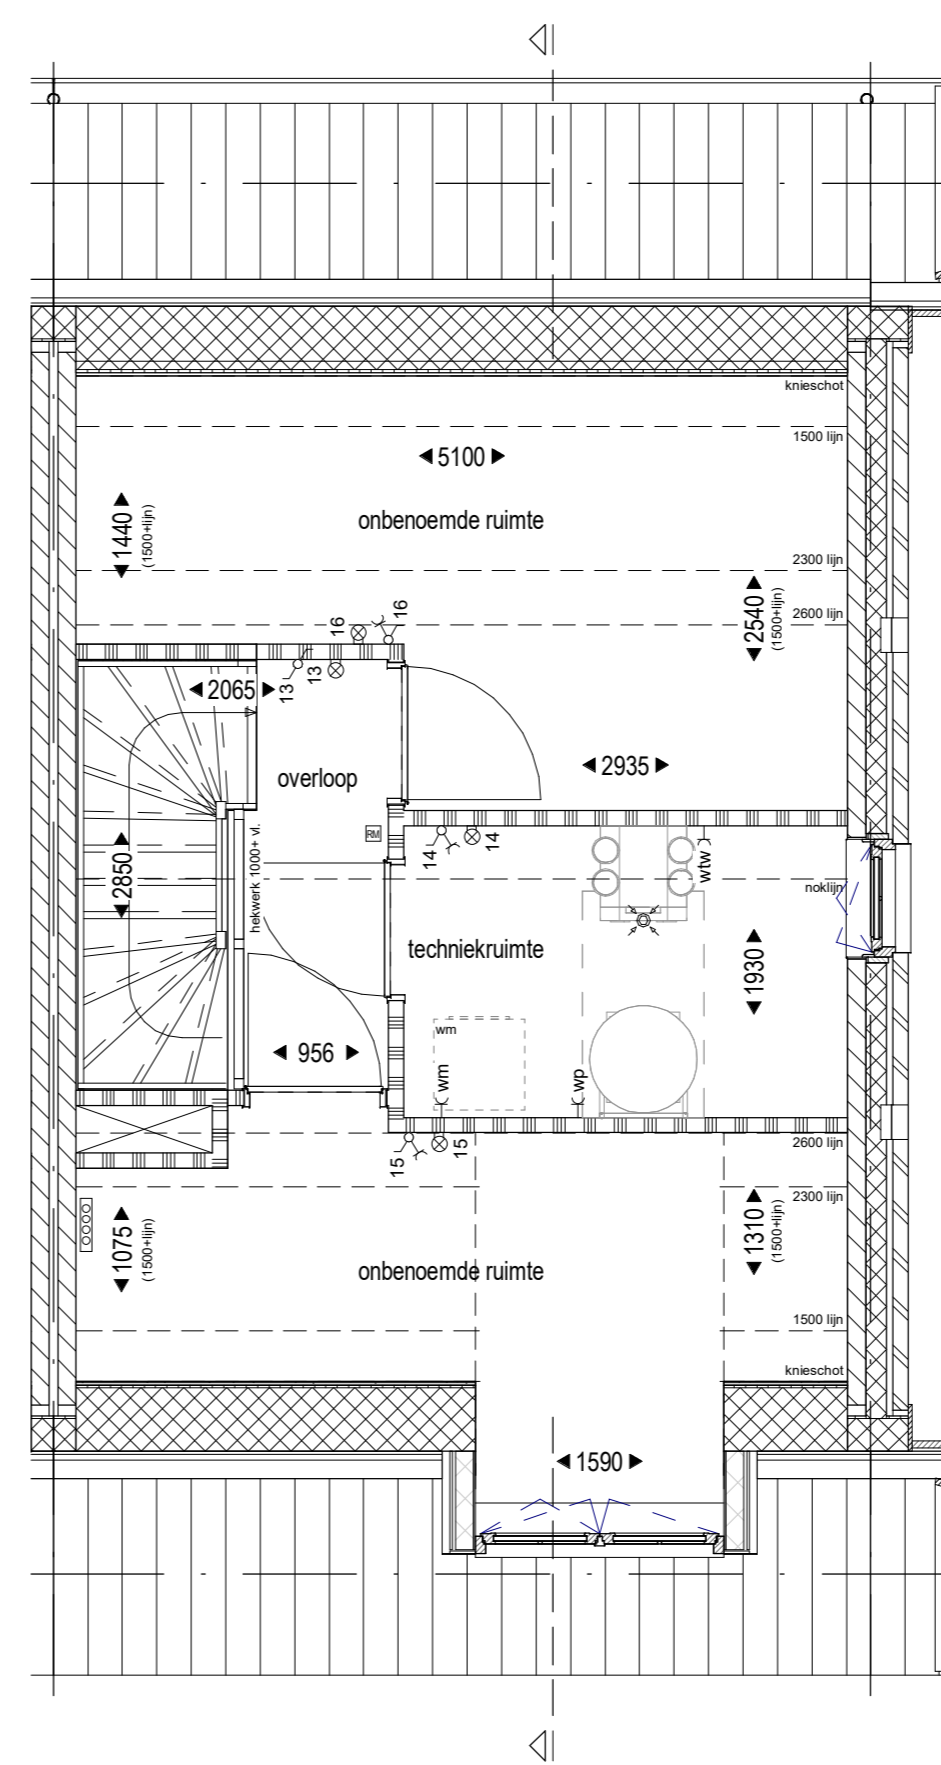 knieschot
1500 lijn
5100
onbenoemde ruimte
1440
(1500+lijn)
2300 lijn
2540
(1500+lijn)
2600 lijn
16
16
13
13
2065
overloop
2935
RM
14
14
wtw
hekwerk 1000+ vl.
2850
noklijn
techniekruimte
1930
wm
956
wm
wp
15
15
2600 lijn
2300 lijn
1075
(1500+lijn)
1310
(1500+lijn)
onbenoemde ruimte
1500 lijn
knieschot
1590